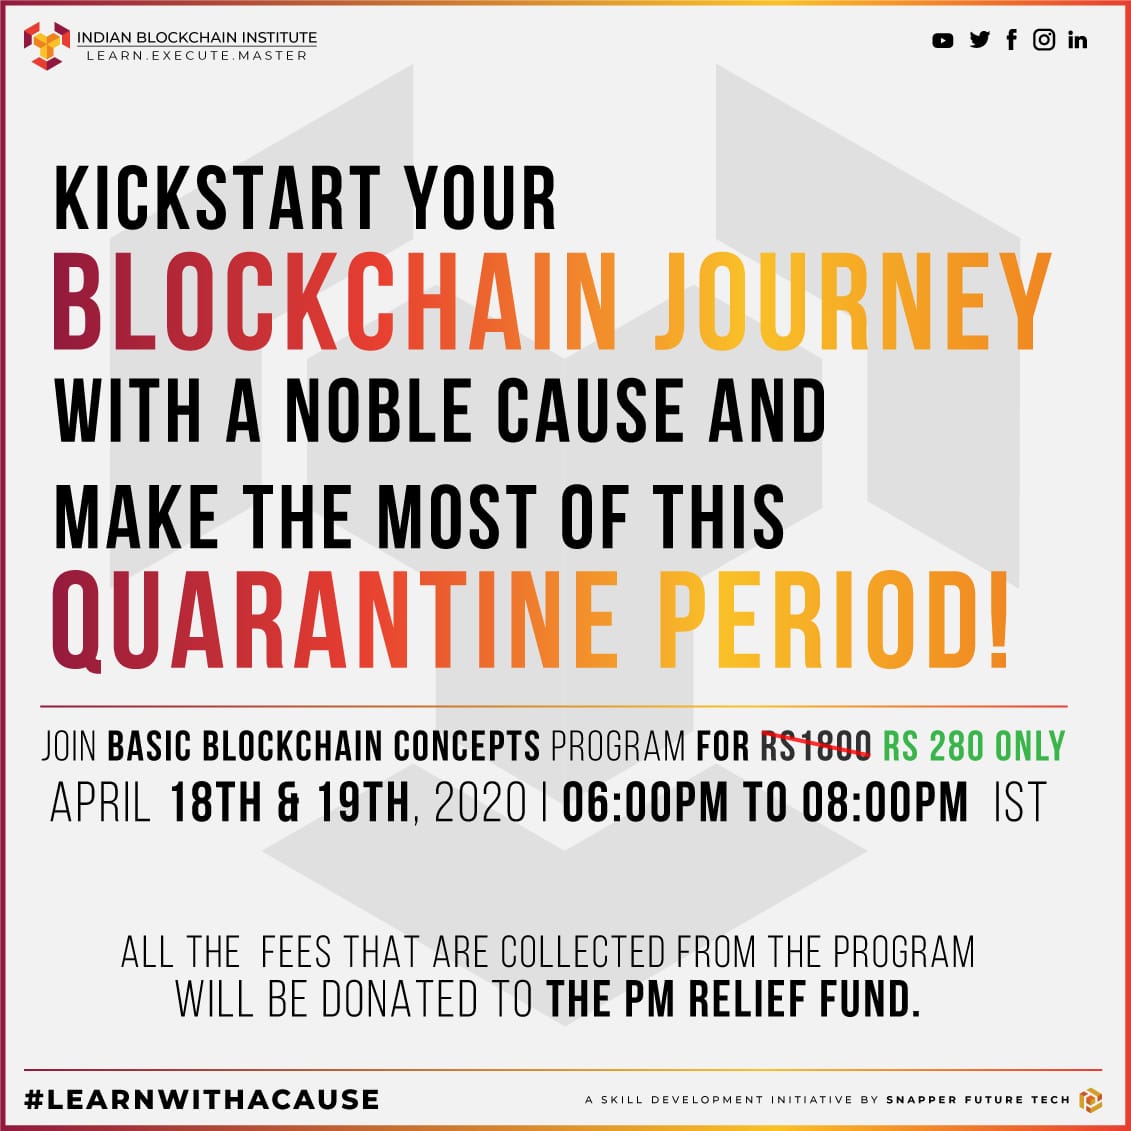 INDIAN BLOCKCHAIN INSTITUTE
LEARN.EXECUTE.MASTER
KICKSTART YOUR
BLOCKCHAIN JOURNEY
WITH A NOBLE CAUSE AND
MAKE THE MOST OF THIS
QUARANTINE PERIOD!
JOIN BASIC BLOCKCHAIN CONCEPTS PROGRAM FOR RS1800 RS 280 ONLY
APRIL 18TH & 19TH, 2020 | 06:00PM TO 08:00PM IST
ALL THE FEES THAT ARE COLLECTED FROM THE PROGRAM
WILL BE DONATED TO THE PM RELIEF FUND.
#LEARNWITHACAUSE
A SKILL DEVELOPMENT INITIATIVE BY SNAPPER FUTURE TECH